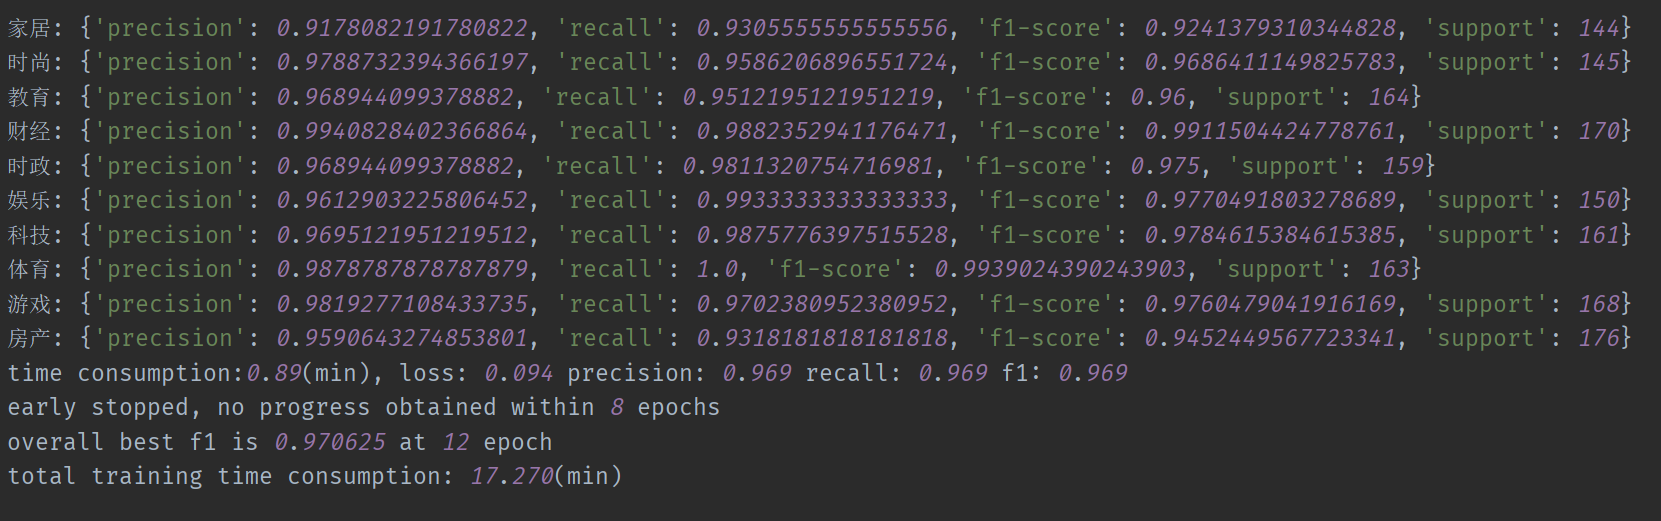 家居: {'precision': 0.9178082191780822, 'recall': 0.9305555555555556, 'f1-score': 0.9241379310344828, 'support': 144}
时尚: {'precision': 0.9788732394366197, 'recall': 0.9586206896551724, 'f1-score': 0.9686411149825783, 'support': 145}
教育: {'precision': 0.968944099378882, 'recall': 0.9512195121951219, 'f1-score': 0.96, 'support': 164}
财经: {'precision': 0.9940828402366864, 'recall': 0.9882352941176471, 'f1-score': 0.9911504424778761, 'support': 170}
时政: {'precision': 0.968944099378882, 'recall': 0.9811320754716981, 'f1-score': 0.975, 'support': 159}
娱乐: {'precision': 0.9612903225806452, 'recall': 0.9933333333333333, 'f1-score': 0.9770491803278689, 'support': 150}
科技: {'precision': 0.9695121951219512, 'recall': 0.9875776397515528, 'f1-score': 0.9784615384615385, 'support': 161}
体育: {'precision': 0.9878787878787879, 'recall': 1.0, 'f1-score': 0.9939024390243903, 'support': 163}
游戏: {'precision': 0.9819277108433735, 'recall': 0.9702380952380952, 'f1-score': 0.9760479041916169, 'support': 168}
房产: {'precision': 0.9590643274853801, 'recall': 0.9318181818181818, 'f1-score': 0.9452449567723341, 'support': 176}
time consumption:0.89(min), loss: 0.094 precision: 0.969 recall: 0.969 f1: 0.969
early stopped, no progress obtained within 8 epochs
overall best f1 is 0.970625 at 12 epoch
total training time consumption: 17.270(min)